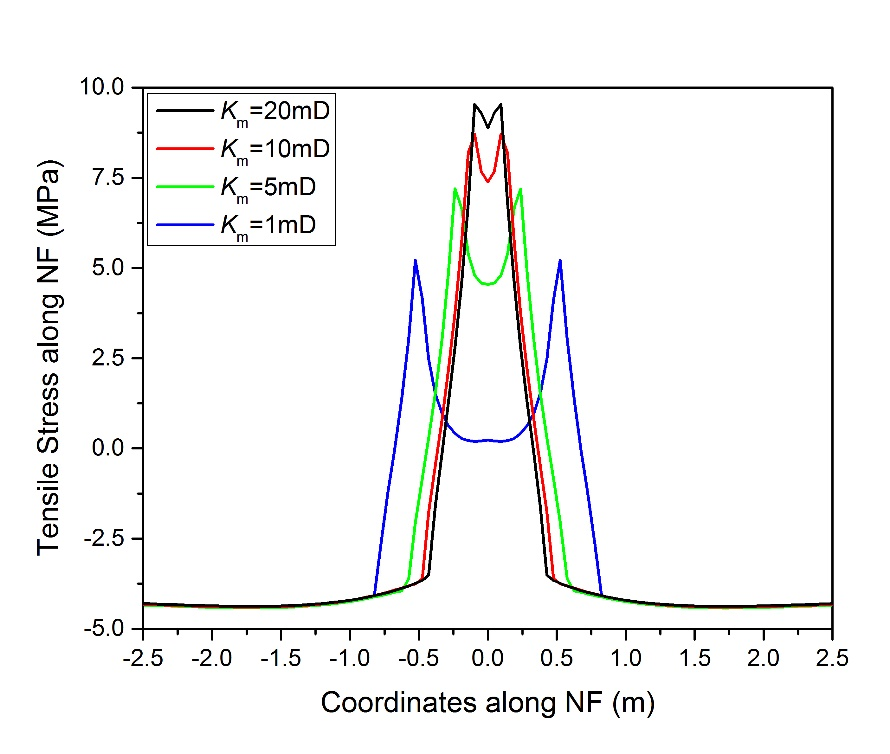 10.0
7.5
5.0
2.5
0.0
-2.5
-5.0
Tensile Stress along NF (MPa)
Km=20mD
Km=10mD
Km=5mD
Km=1mD
-2.5 -2.0 -1.5 -1.0 -0.5 0.0 0.5 1.0 1.5 2.0 2.5
Coordinates along NF (m)